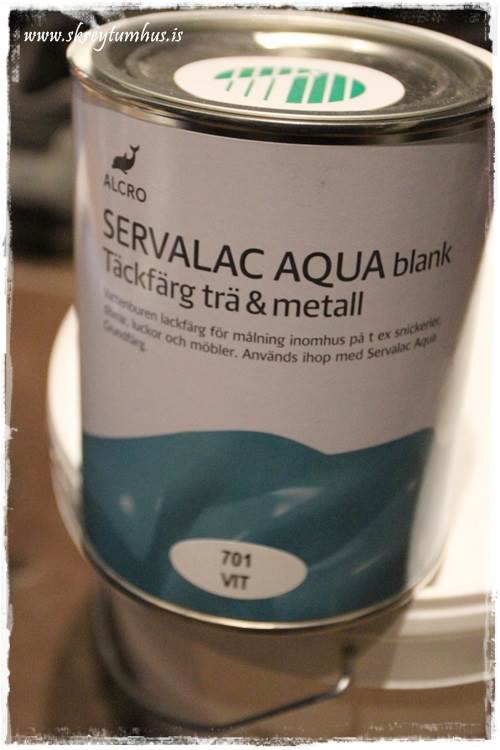 www.skreytumhus.is
ALCRO
SERVALAC AQUA blank
Täckfärg trä & metall
Vattenburen lackfärg för målning inomhus på t ex snickerier,
dörrar, luckor och möbler. Används ihop med Servalac Aqua
Grundfärg.
701
VIT